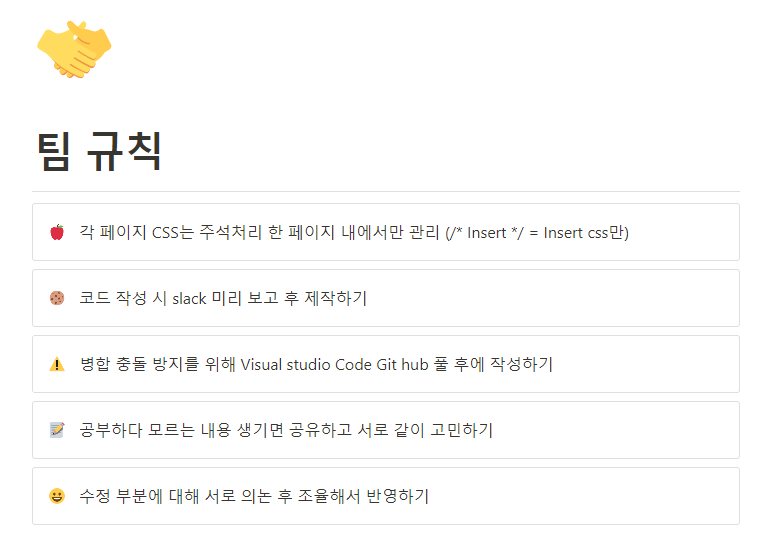 팀 규칙
각 페이지 CSS는 주석처리 한 페이지 내에서만 관리 (/* Insert */ = Insert css만)
코드 작성 시 slack 미리 보고 후 제작하기
병합 충돌 방지를 위해 Visual studio Code Git hub 풀 후에 작성하기
공부하다 모르는 내용 생기면 공유하고 서로 같이 고민하기
수정 부분에 대해 서로 의논 후 조율해서 반영하기